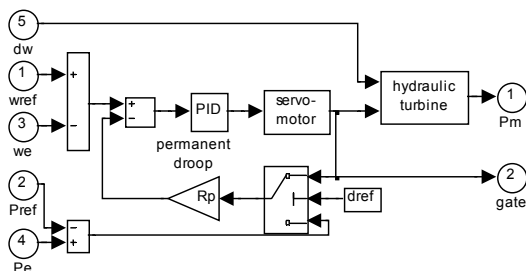 5
dw
1
wref
3
we
2
Pref
4
Pe
+
−
+
−
−
+
PID
permanent
droop
servo-
motor
hydraulic
turbine
1
Pm
2
gate
Rp
dref